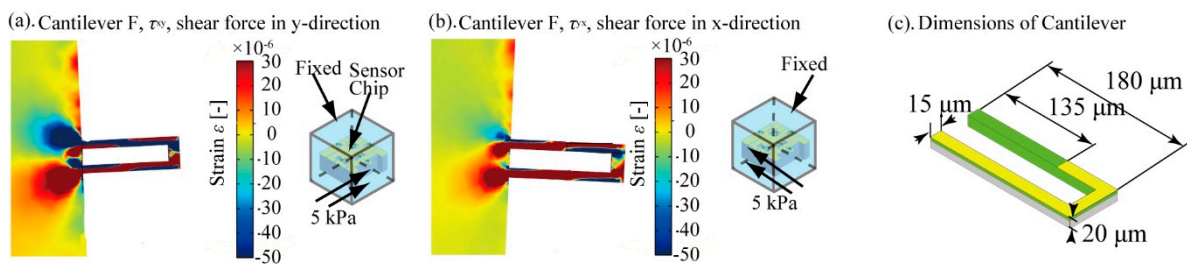 (a). Cantilever F, τxy, shear force in y-direction
×10-6
30
20
10
0
-10
-20
-30
-40
-50
Strain ε [-]
Fixed
Sensor
Chip
5 kPa
(b). Cantilever F, τyx, shear force in x-direction
×10-6
30
20
10
0
-10
-20
-30
-40
-50
Strain ε [-]
Fixed
5 kPa
(c). Dimensions of Cantilever
180 μm
135 μm
15 μm
20 μm